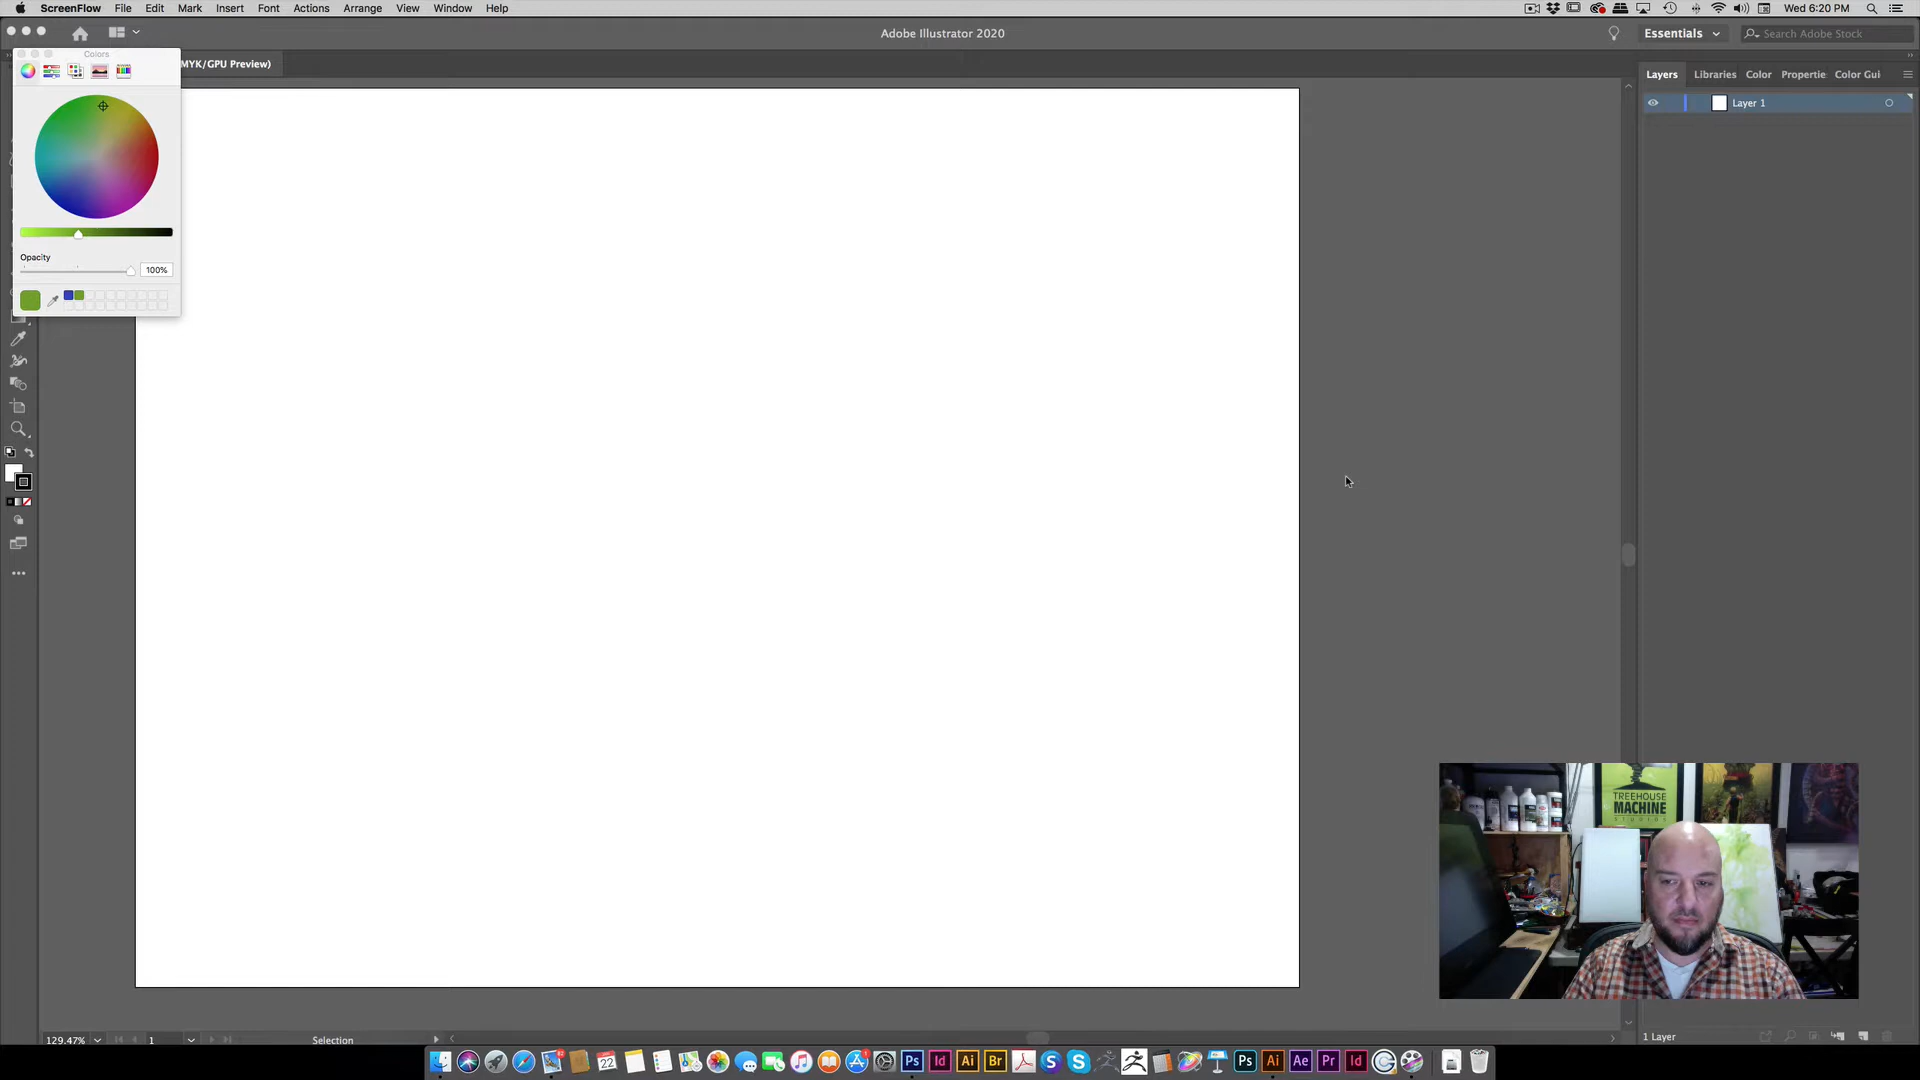 ScreenFlow File Edit Mark Insert Font Actions Arrange View Window Help
Wed 6:20 PM
Adobe Illustrator 2020
Essentials
Search Adobe Stock
Colors
MYK/GPU Preview)
Layers Libraries Color Propertie Color Gui
Layer 1
Opacity
100%
TREEHOUSE
MACHINE
STUDIOS
129.47%
1
Selection
1 Layer
22
Ps Id Ai Br
S
Ps Ai Ae Pr Id